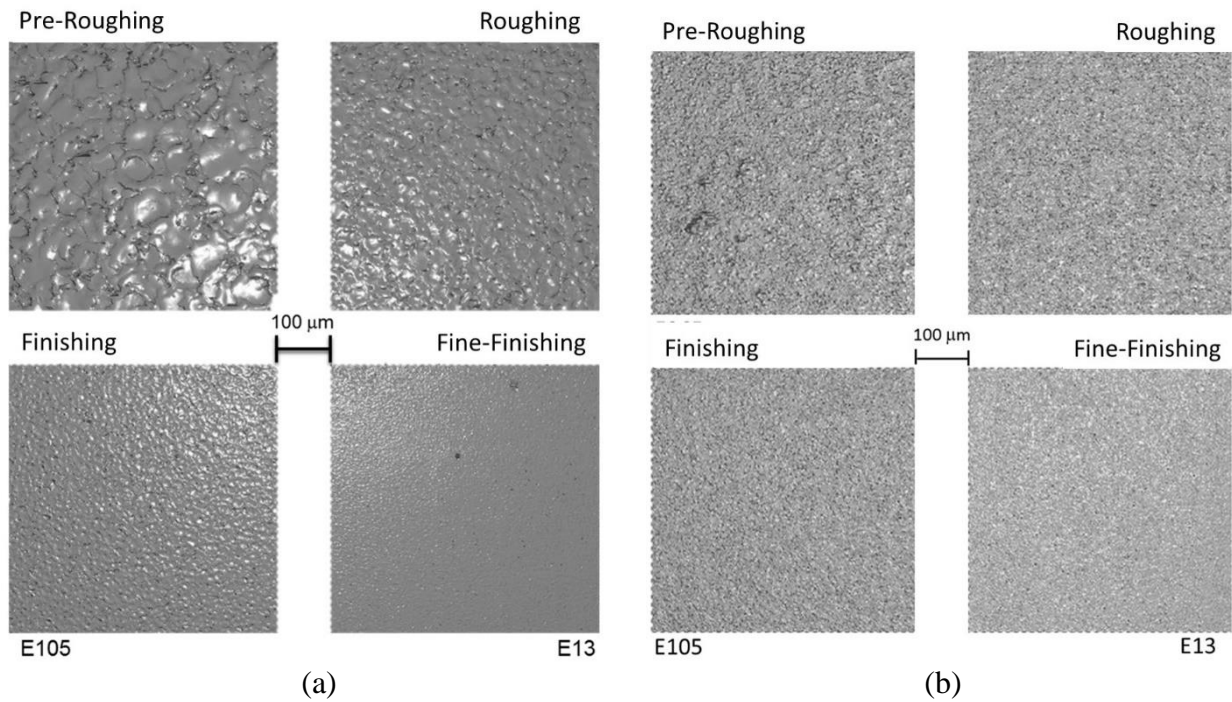 Pre-Roughing
Roughing
100 μm
Finishing
Fine-Finishing
E105
E13
(a)
Pre-Roughing
Roughing
100 μm
Finishing
Fine-Finishing
E105
E13
(b)